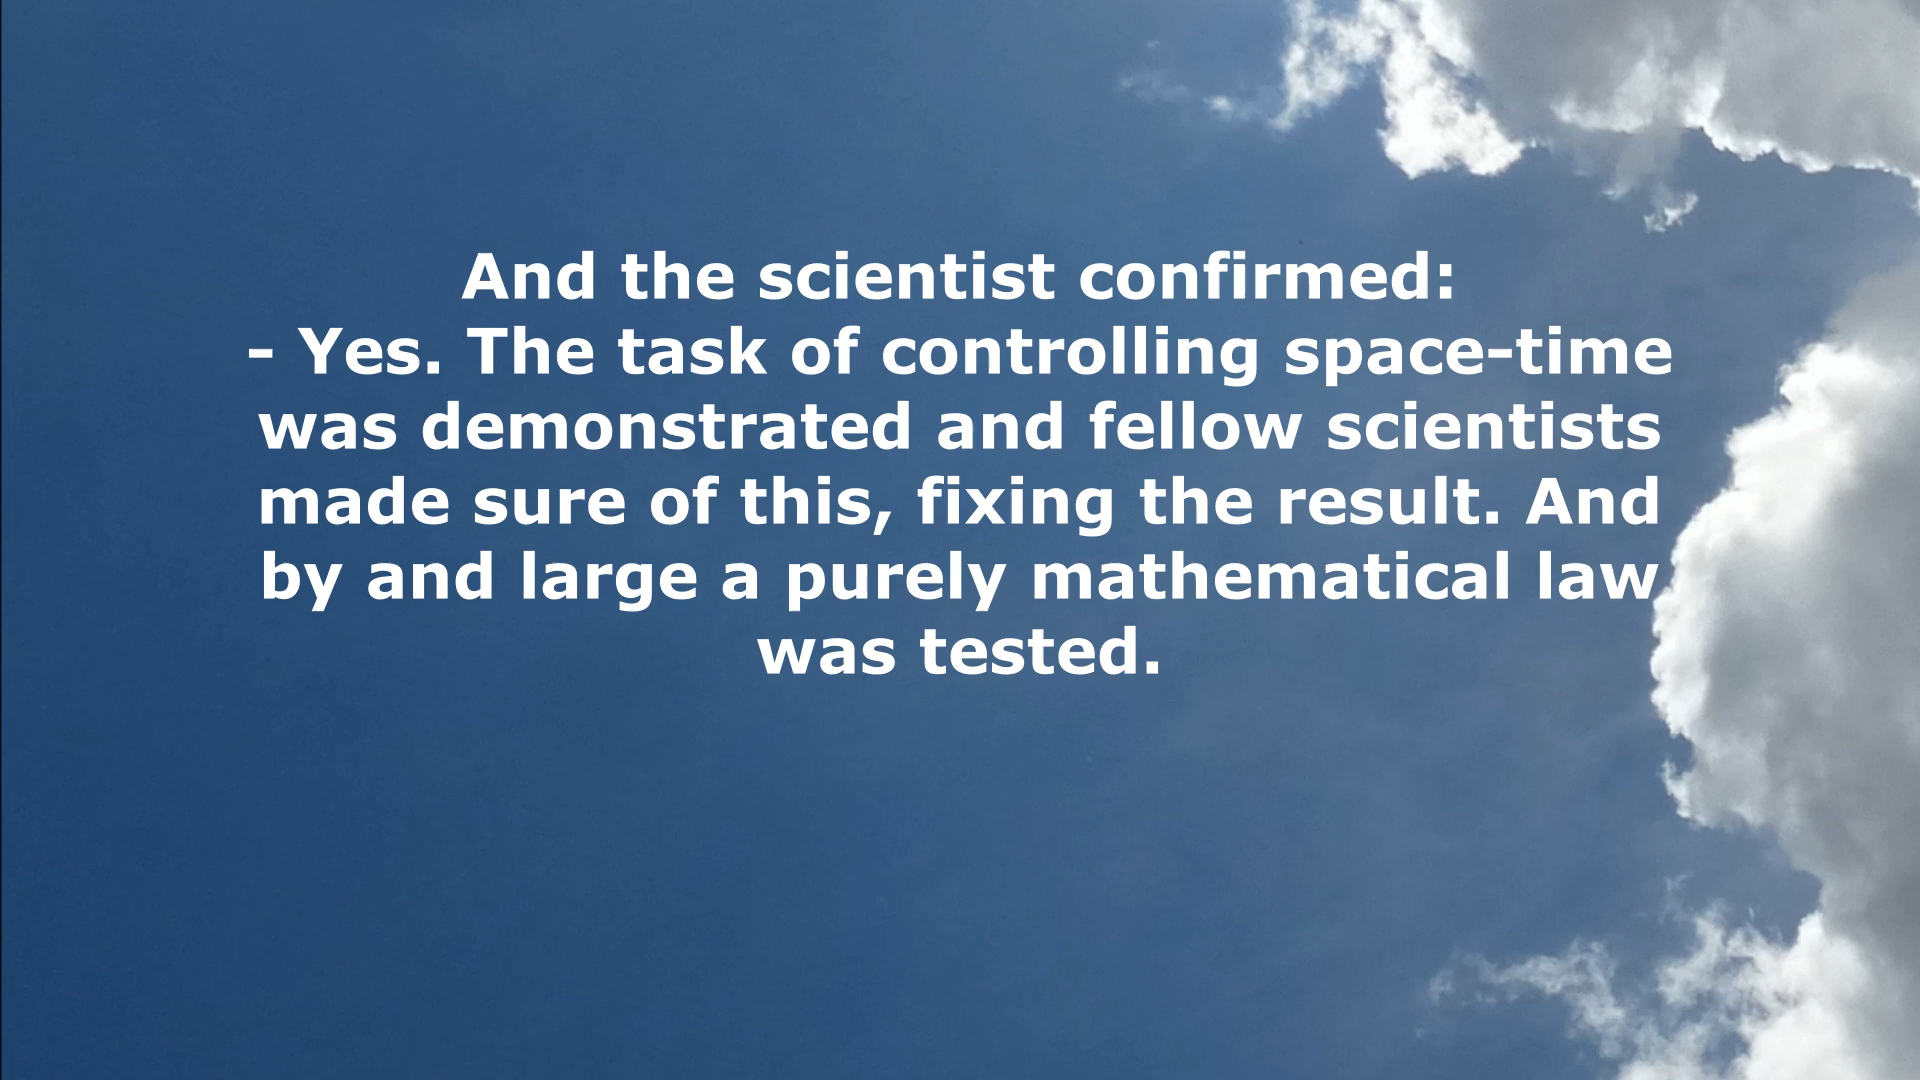 And the scientist confirmed:
- Yes. The task of controlling space-time
was demonstrated and fellow scientists
made sure of this, fixing the result. And
by and large a purely mathematical law
was tested.